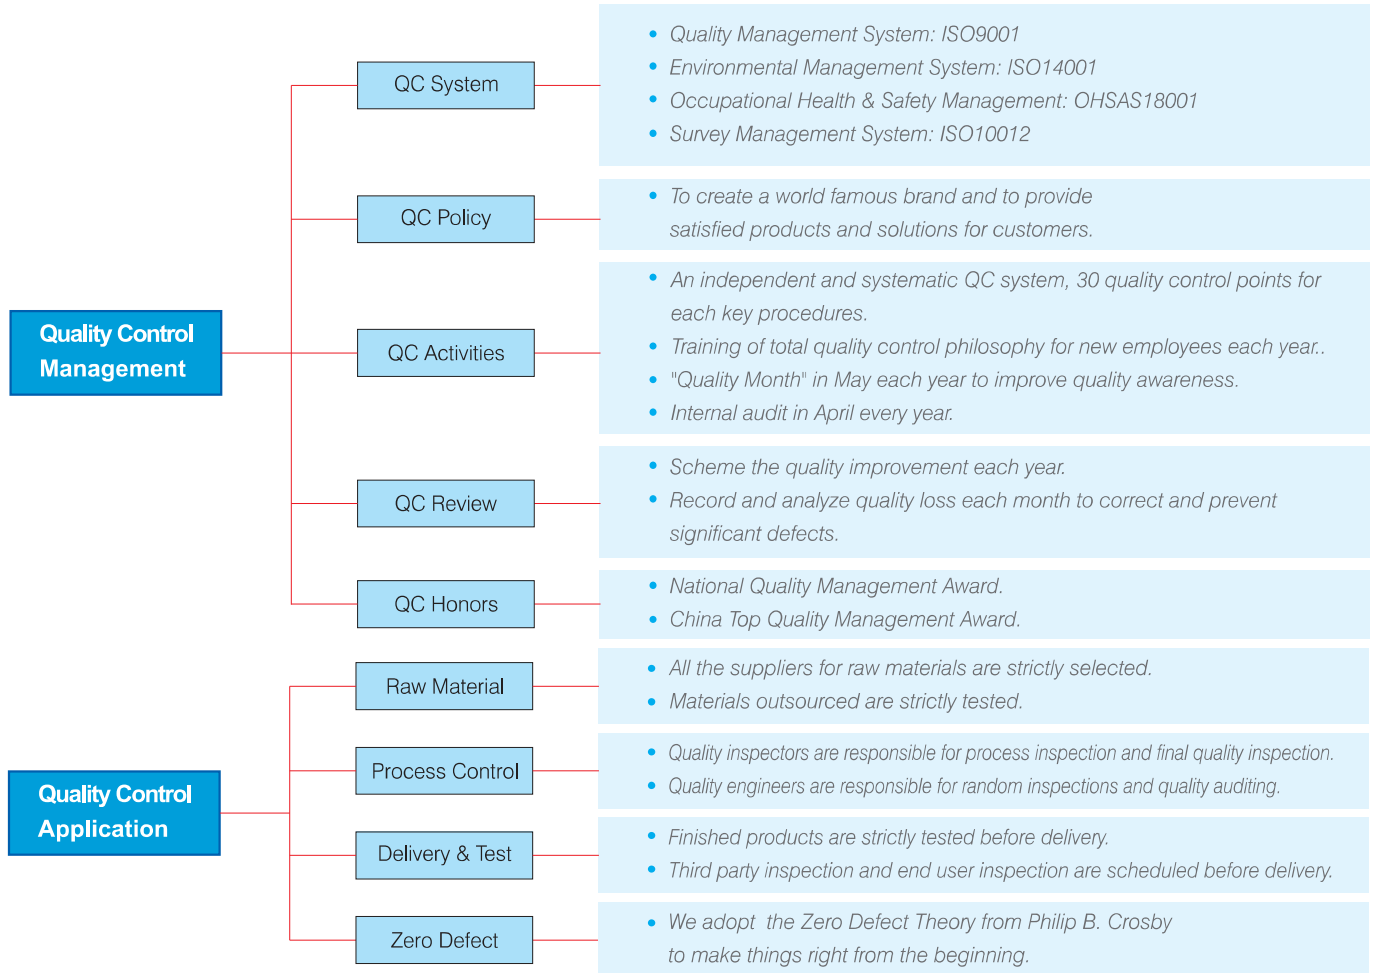 Quality Control
Management
QC System
• Quality Management System: ISO9001
• Environmental Management System: ISO14001
• Occupational Health & Safety Management: OHSAS18001
• Survey Management System: ISO10012
QC Policy
• To create a world famous brand and to provide
satisfied products and solutions for customers.
QC Activities
• An independent and systematic QC system, 30 quality control points for
each key procedures.
• Training of total quality control philosophy for new employees each year..
• "Quality Month" in May each year to improve quality awareness.
• Internal audit in April every year.
QC Review
• Scheme the quality improvement each year.
• Record and analyze quality loss each month to correct and prevent
significant defects.
QC Honors
• National Quality Management Award.
• China Top Quality Management Award.
Quality Control
Application
Raw Material
• All the suppliers for raw materials are strictly selected.
• Materials outsourced are strictly tested.
Process Control
• Quality inspectors are responsible for process inspection and final quality inspection.
• Quality engineers are responsible for random inspections and quality auditing.
Delivery & Test
• Finished products are strictly tested before delivery.
• Third party inspection and end user inspection are scheduled before delivery.
Zero Defect
• We adopt the Zero Defect Theory from Philip B. Crosby
to make things right from the beginning.